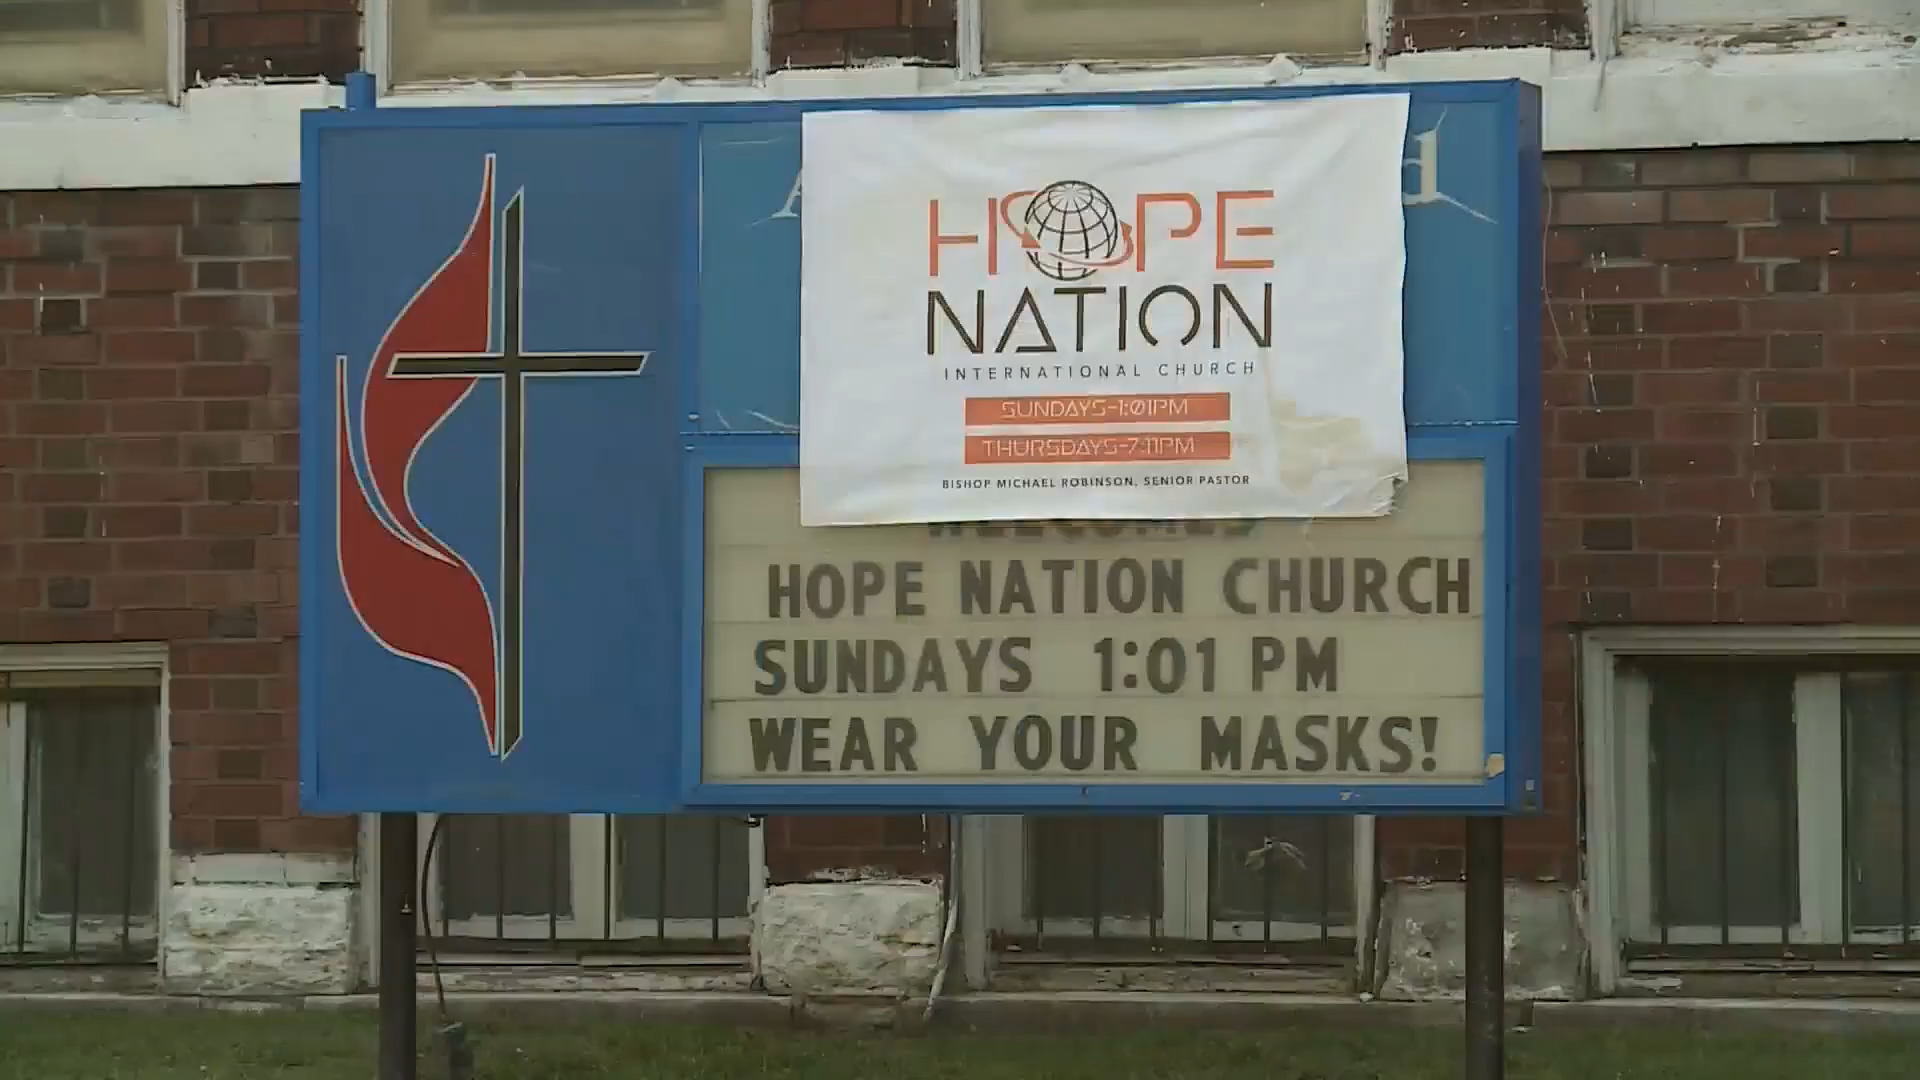 HOPE
NATION
INTERNATIONAL CHURCH
SUNDAYS-1:01PM
THURSDAYS-7:11PM
BISHOP MICHAEL ROBINSON, SENIOR PASTOR
HOPE NATION CHURCH
SUNDAYS 1:01 PM
WEAR YOUR MASKS!